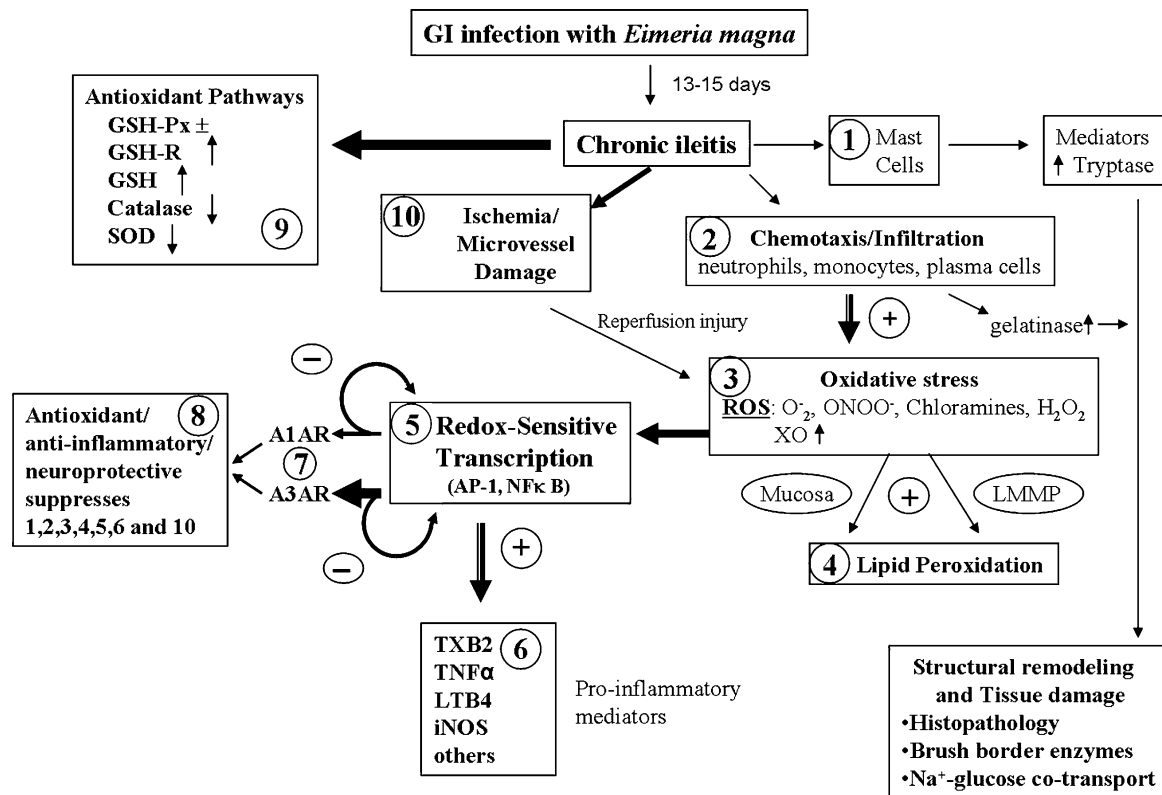 GI infection with Eimeria magna
13-15 days
Antioxidant Pathways
GSH-Px ±
GSH-R ↑
GSH ↑
Catalase ↓
SOD ↓
9
Chronic ileitis
1 Mast
Cells
Mediators
↑ Tryptase
10 Ischemia/
Microvessel
Damage
2 Chemotaxis/Infiltration
neutrophils, monocytes, plasma cells
+
gelatinase↑
Reperfusion injury
3 Oxidative stress
ROS: O⁻₂, ONOO⁻, Chloramines, H₂O₂
XO ↑
−
5 Redox-Sensitive
Transcription
(AP-1, NFκ B)
A1AR
7
A3AR
−
8
Antioxidant/
anti-inflammatory/
neuroprotective
suppresses
1,2,3,4,5,6 and 10
Mucosa
+
LMMP
4 Lipid Peroxidation
+
6
TXB2
TNFα
LTB4
iNOS
others
Pro-inflammatory
mediators
Structural remodeling
and Tissue damage
•Histopathology
•Brush border enzymes
•Na⁺-glucose co-transport